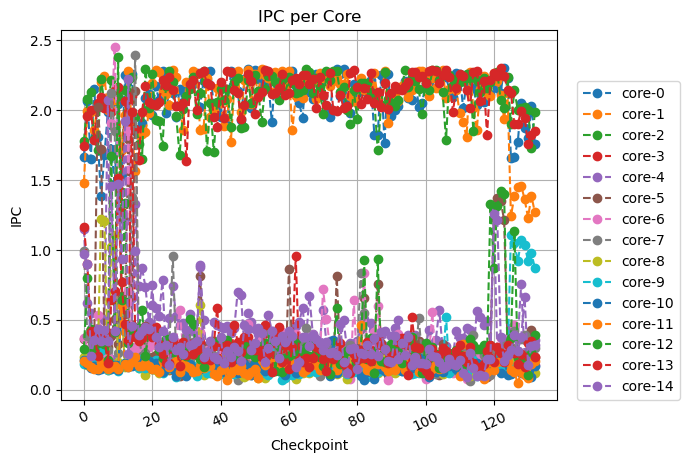 IPC per Core
IPC
2.5
2.0
1.5
1.0
0.5
0.0
0
20
40
60
80
100
120
Checkpoint
core-0
core-1
core-2
core-3
core-4
core-5
core-6
core-7
core-8
core-9
core-10
core-11
core-12
core-13
core-14